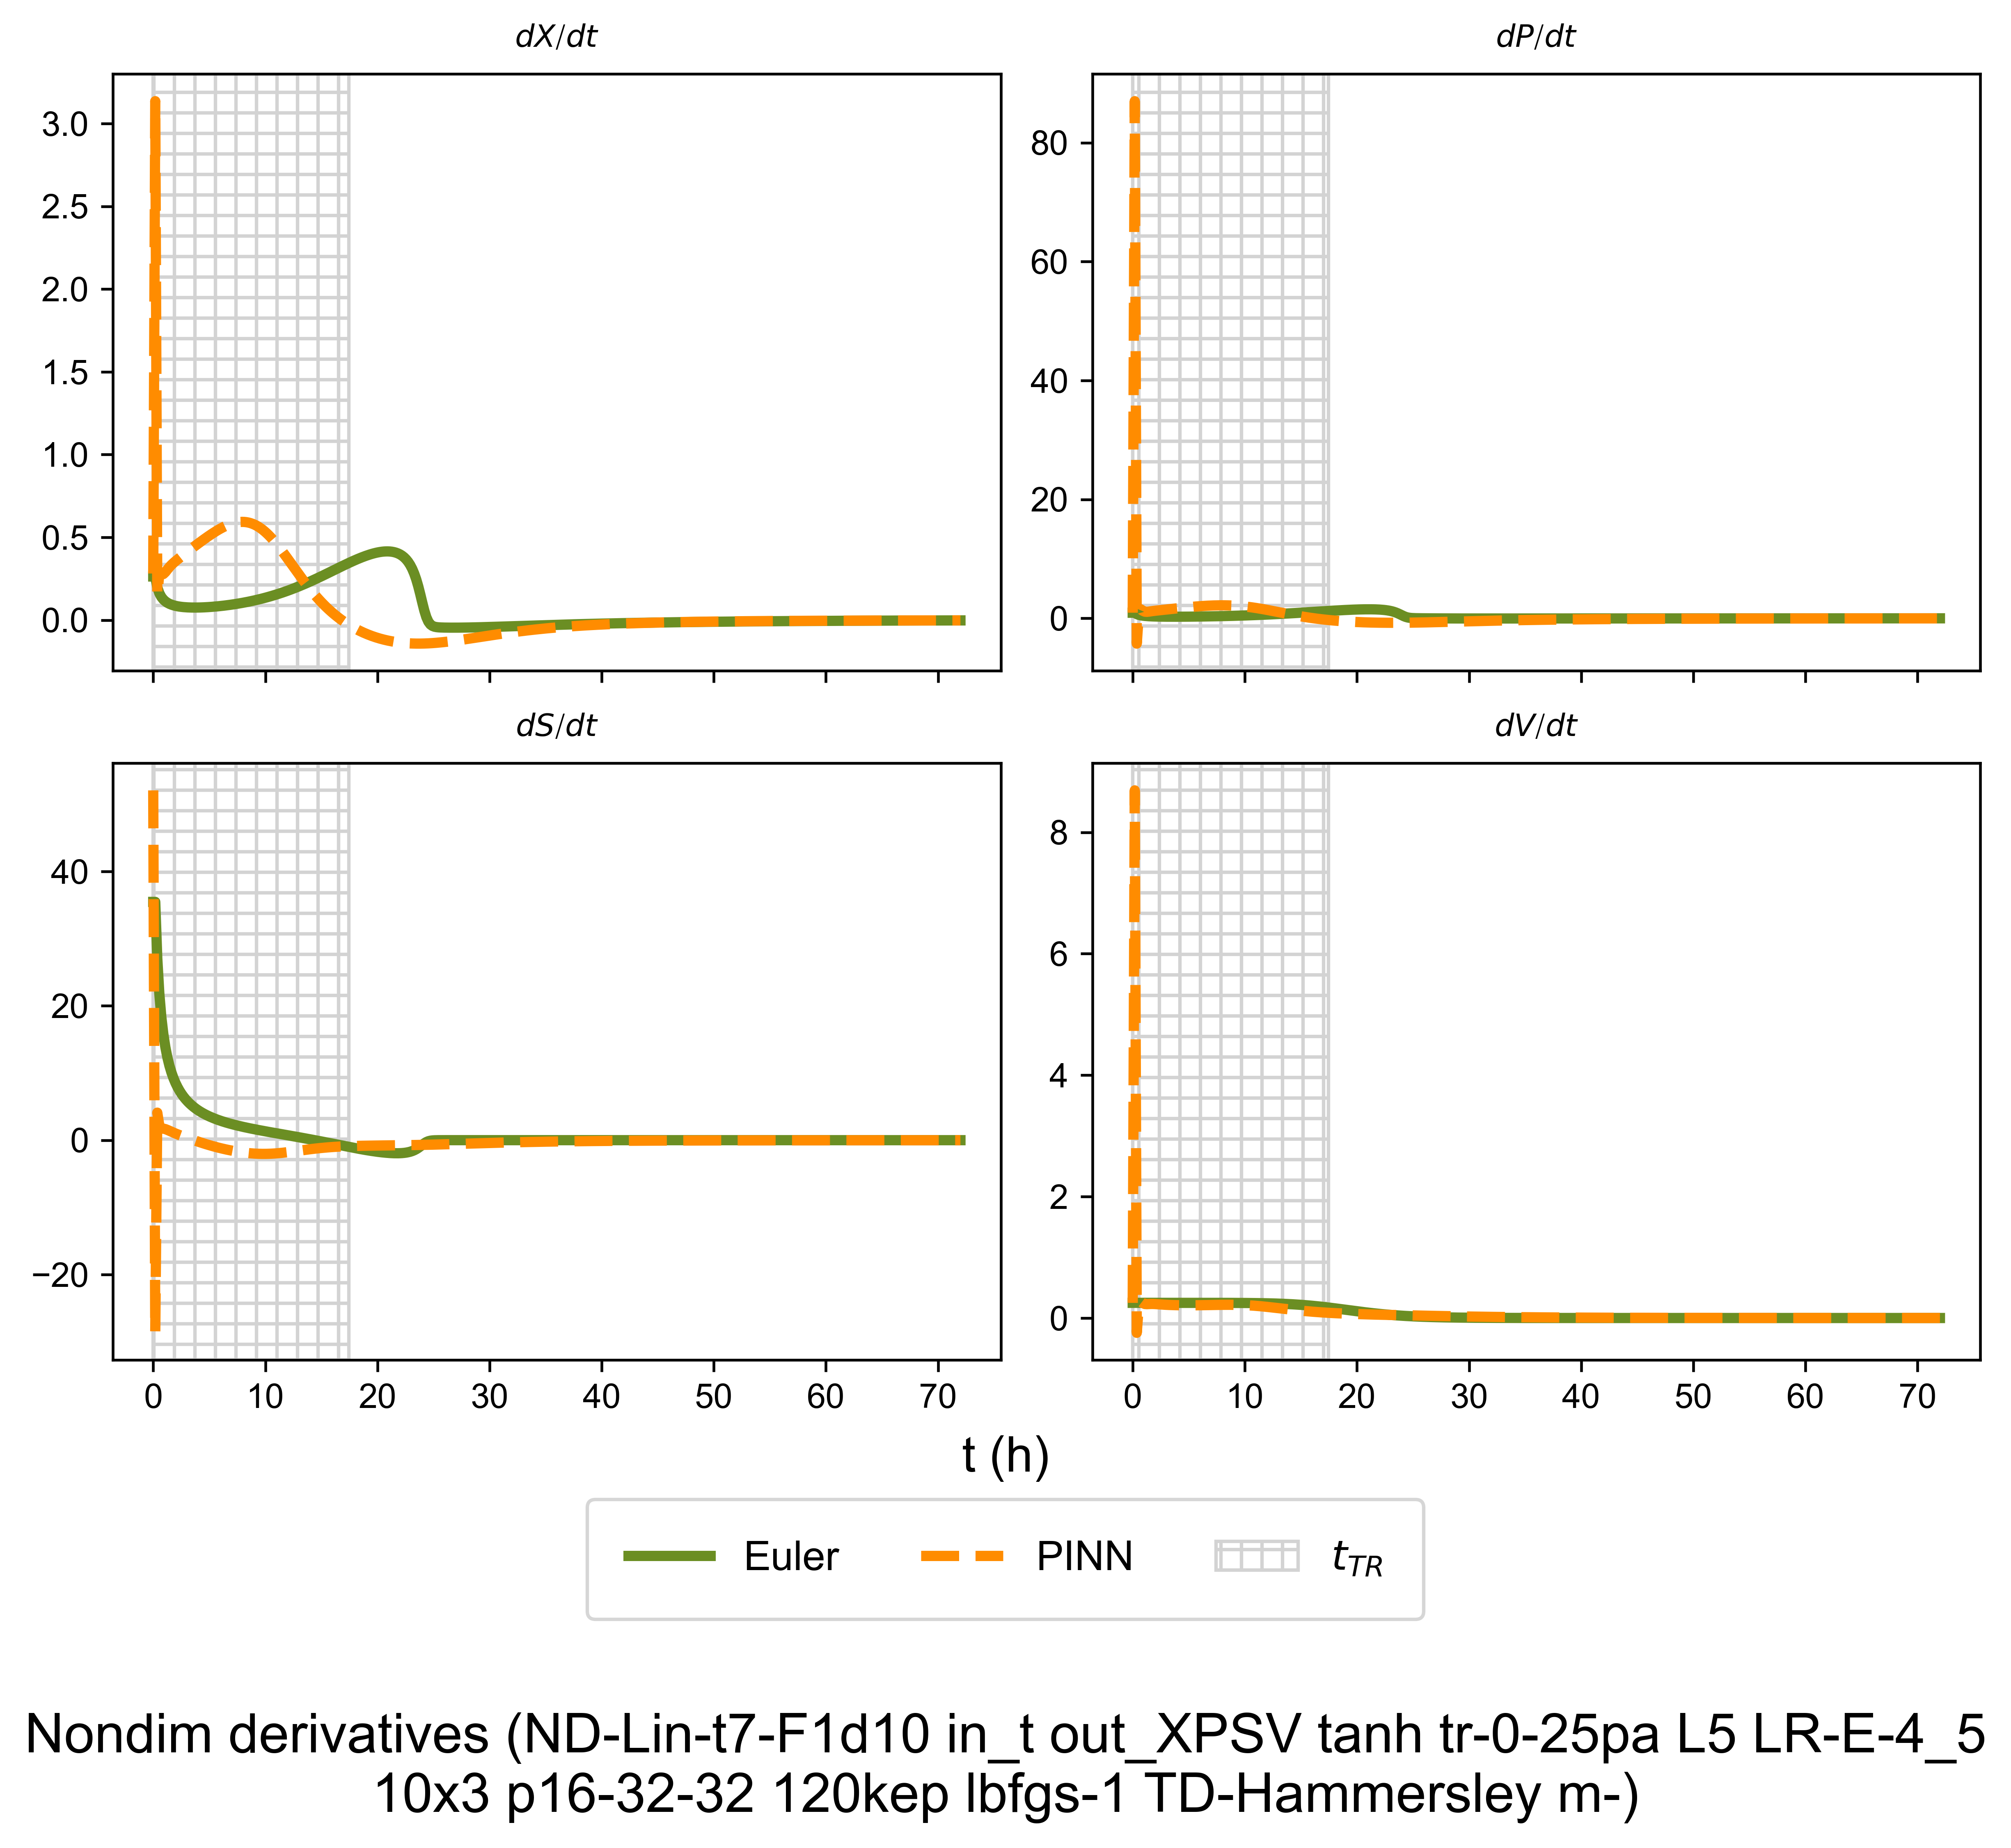 dX/dt
dP/dt
3.0
2.5
2.0
1.5
1.0
0.5
0.0
80
60
40
20
0
dS/dt
dV/dt
40
20
0
−20
8
6
4
2
0
0 10 20 30 40 50 60 70
0 10 20 30 40 50 60 70
t (h)
Euler PINN t_TR
Nondim derivatives (ND-Lin-t7-F1d10 in_t out_XPSV tanh tr-0-25pa L5 LR-E-4_5
10x3 p16-32-32 120kep lbfgs-1 TD-Hammersley m-)